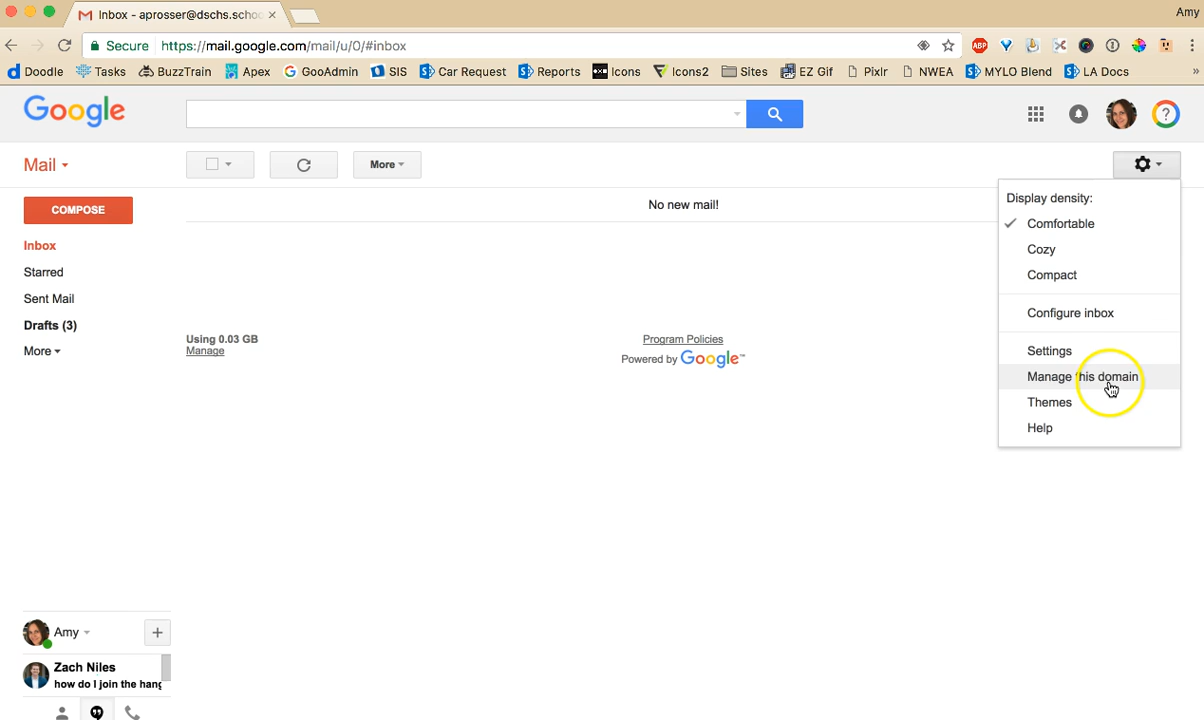 Inbox - aprosser@dschs.schoo
Amy
Secure https://mail.google.com/mail/u/0/#inbox
ABP
Doodle Tasks BuzzTrain Apex GooAdmin SIS Car Request Reports Icons Icons2 Sites EZ Gif Pixlr NWEA MYLO Blend LA Docs »
Google
Mail
More
COMPOSE
No new mail!
Display density:
Comfortable
Cozy
Compact
Configure inbox
Settings
Manage this domain
Themes
Help
Inbox
Starred
Sent Mail
Drafts (3)
More
Using 0.03 GB
Manage
Program Policies
Powered by Google™
Amy
Zach Niles
how do I join the hang